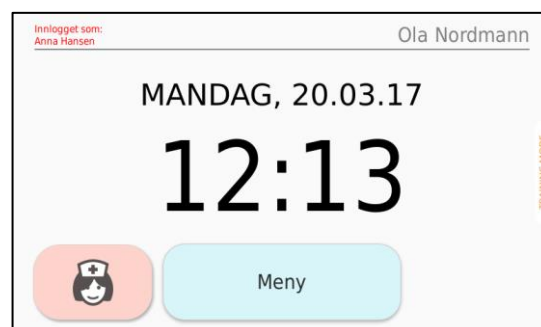 Innlogget som:
Anna Hansen
Ola Nordmann
MANDAG, 20.03.17
12:13
Meny